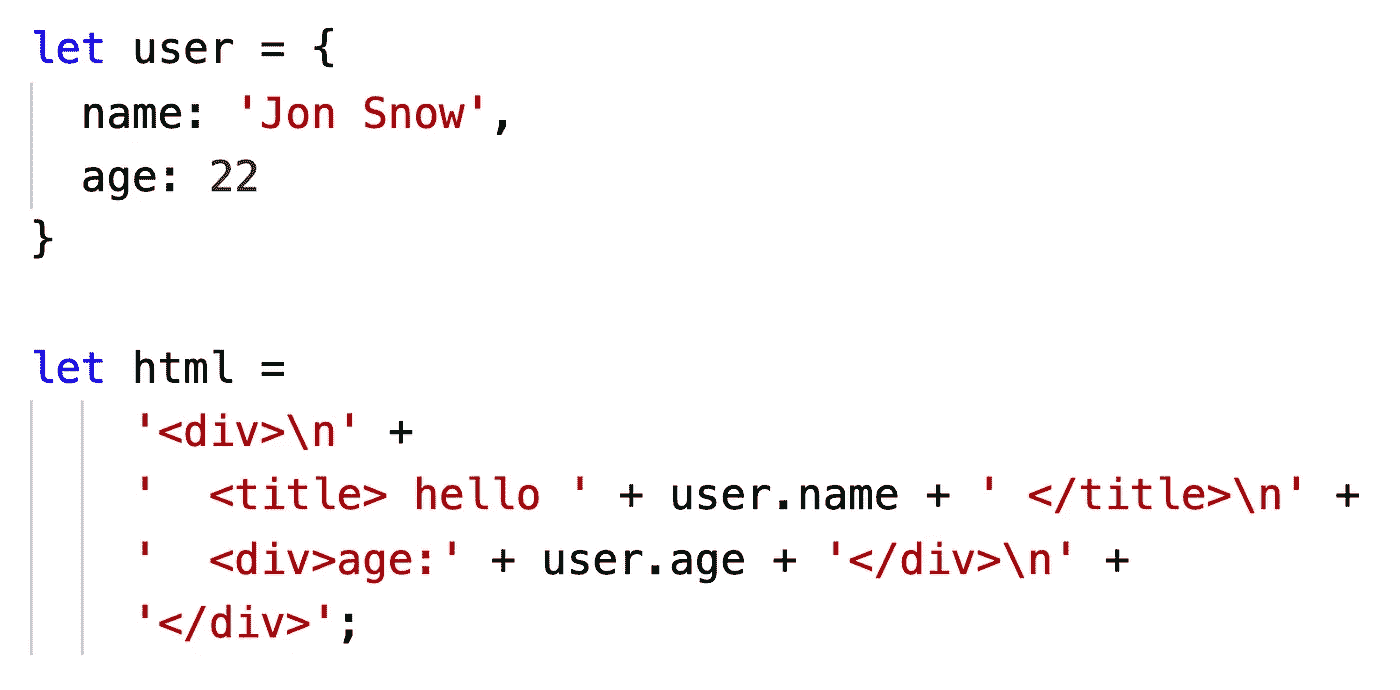 let user = {
  name: 'Jon Snow',
  age: 22
}

let html =
    '<div>\n' +
    '  <title> hello ' + user.name + ' </title>\n' +
    '  <div>age:' + user.age + '</div>\n' +
    '</div>';